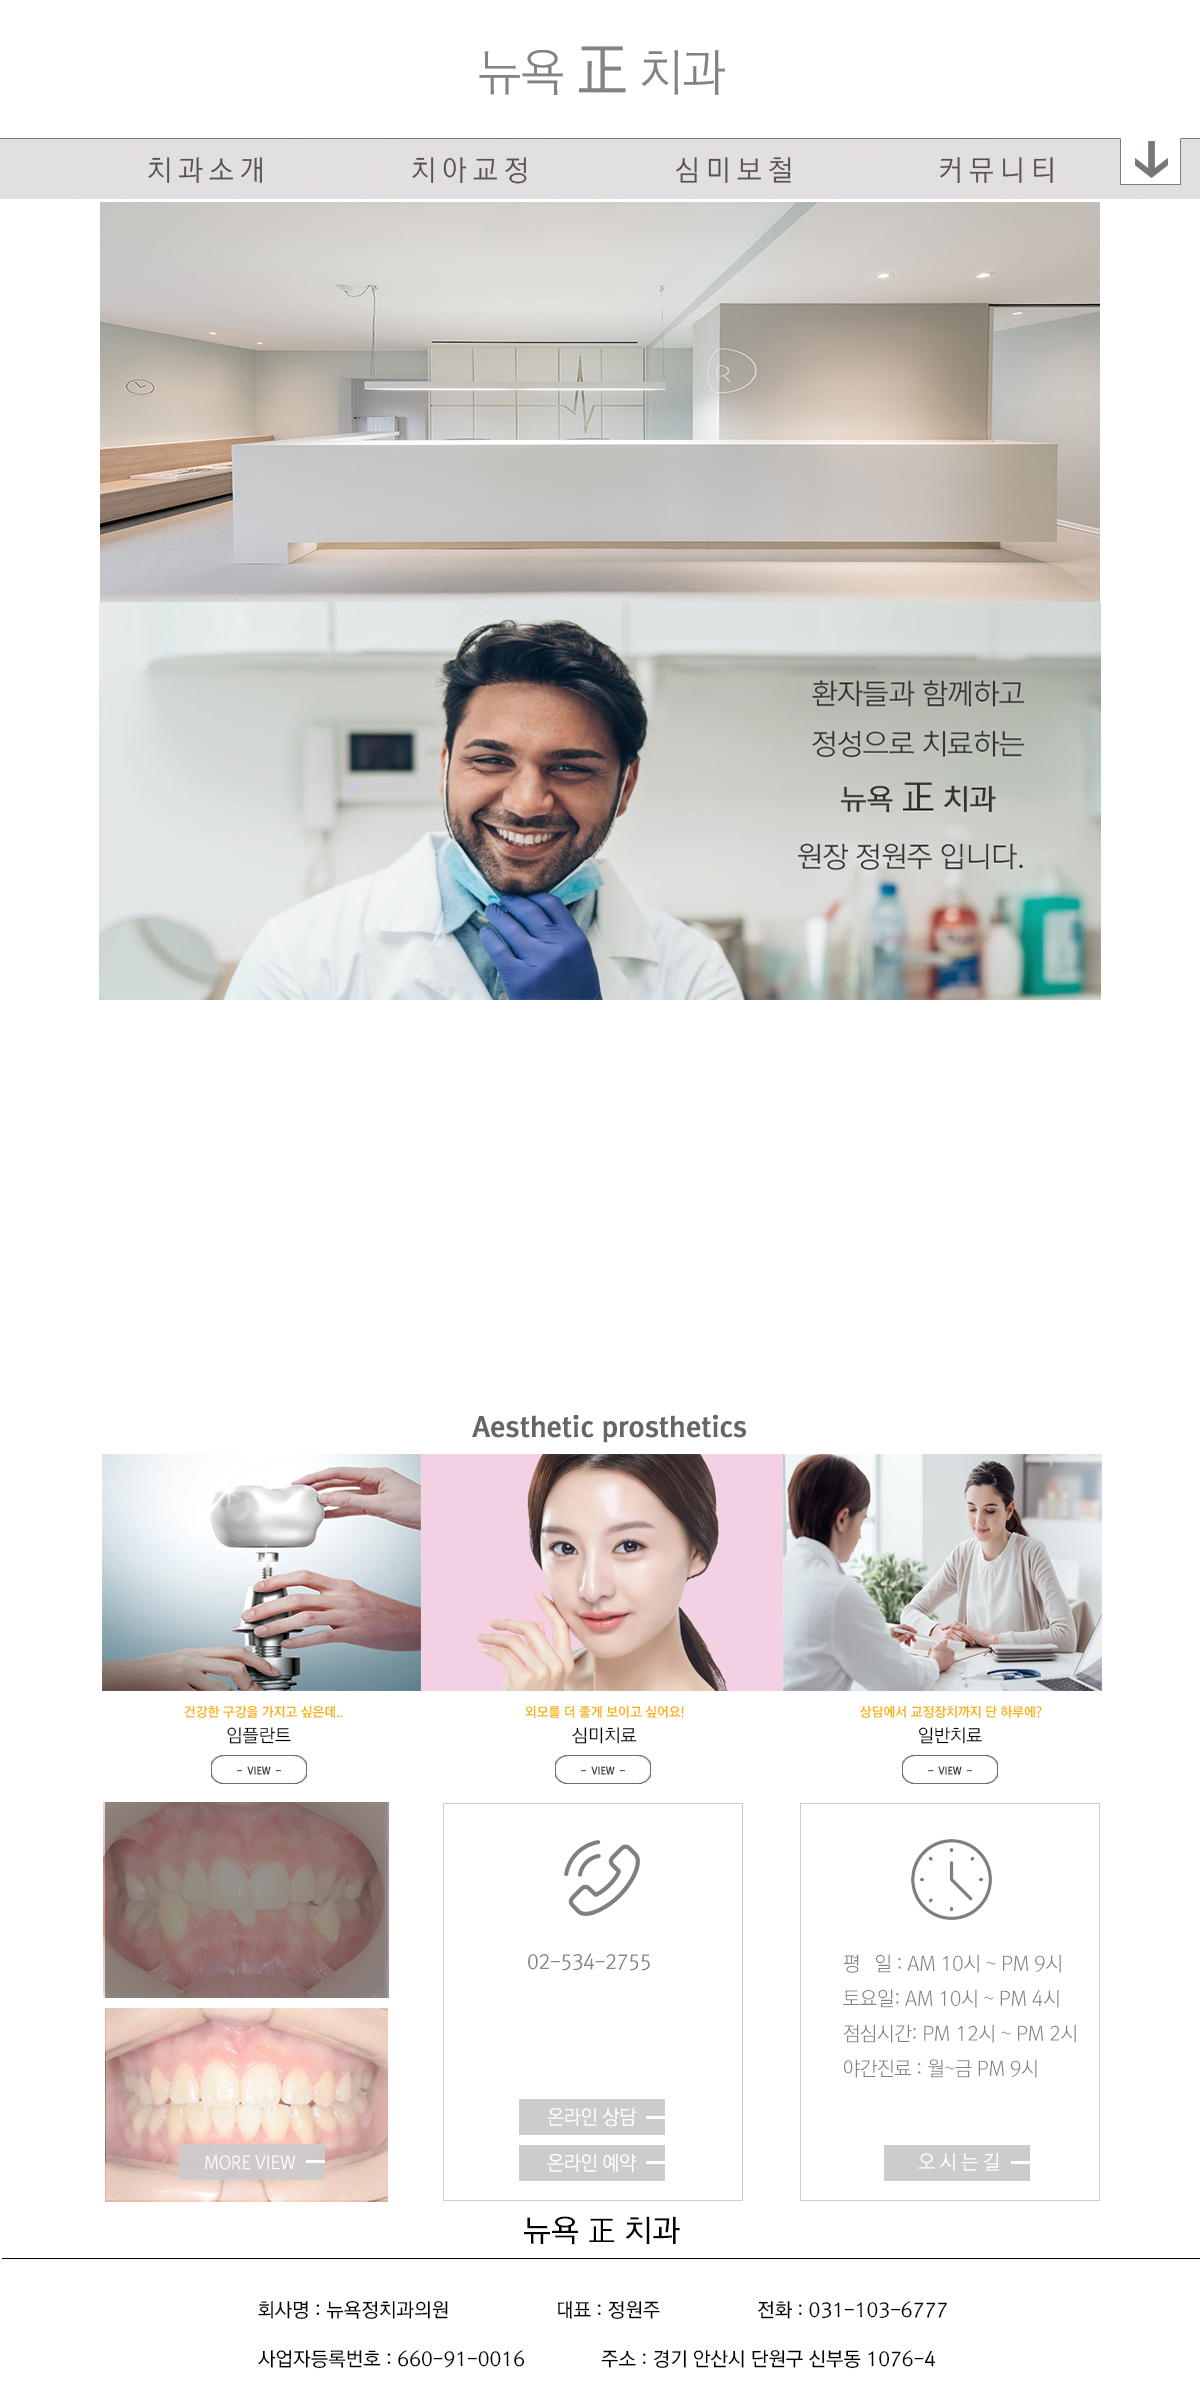 뉴욕 正 치과
치과소개 치아교정 심미보철 커뮤니티
R
환자들과 함께하고
정성으로 치료하는
뉴욕 正 치과
원장 정원주 입니다.
Aesthetic prosthetics
건강한 구강을 가지고 싶은데..
임플란트
- VIEW -
외모를 더 좋게 보이고 싶어요!
심미치료
- VIEW -
상담에서 교정장치까지 단 하루에?
일반치료
- VIEW -
MORE VIEW
02-534-2755
온라인 상담
온라인 예약
평 일 : AM 10시 ~ PM 9시
토요일: AM 10시 ~ PM 4시
점심시간: PM 12시 ~ PM 2시
야간진료 : 월~금 PM 9시
오시는길
뉴욕 正 치과
회사명 : 뉴욕정치과의원 대표 : 정원주 전화 : 031-103-6777
사업자등록번호 : 660-91-0016 주소 : 경기 안산시 단원구 신부동 1076-4